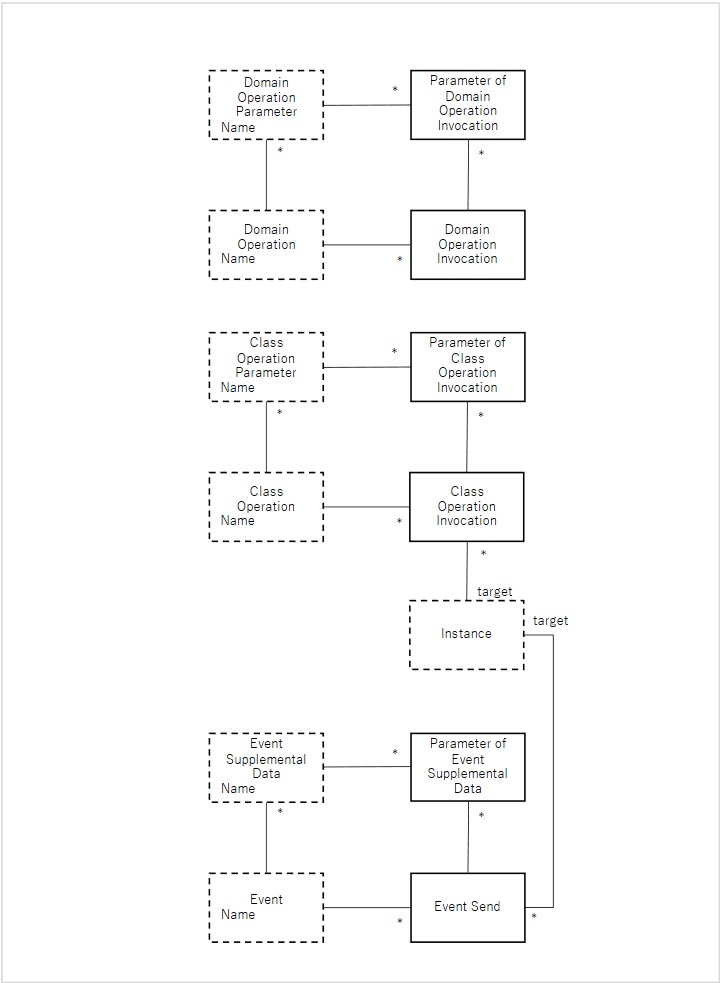 Domain
Operation
Parameter
Name
*
Parameter of
Domain
Operation
Invocation
*
*
Domain
Operation
Name
*
Domain
Operation
Invocation
Class
Operation
Parameter
Name
*
Parameter of
Class
Operation
Invocation
*
*
Class
Operation
Name
*
Class
Operation
Invocation
*
target
Instance
target
Event
Supplemental
Data
Name
*
Parameter of
Event
Supplemental
Data
*
*
Event
Name
*
Event Send
*